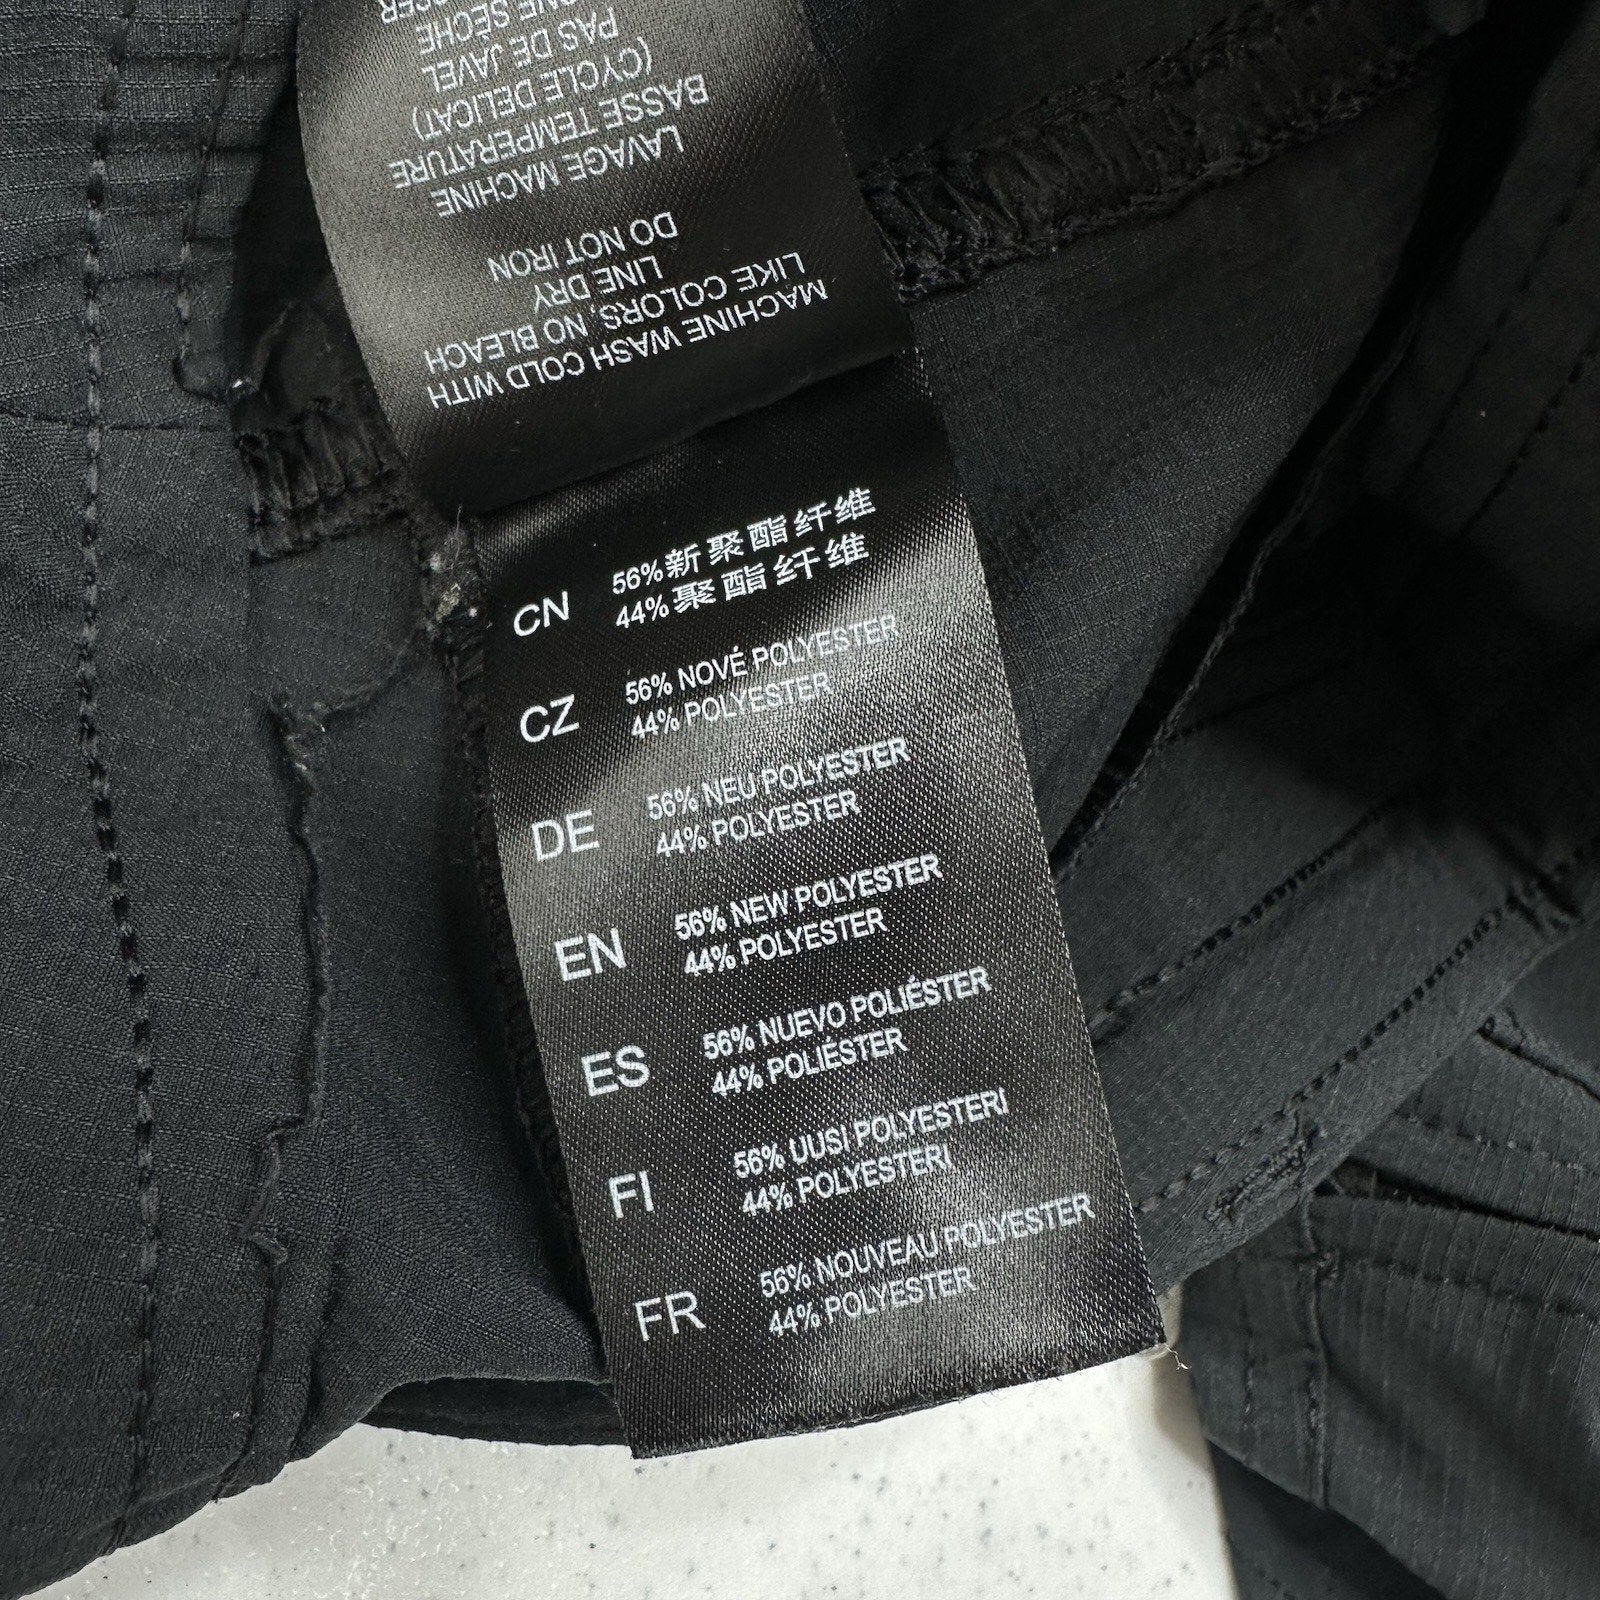 MACHINE WASH COLD WITH
LIKE COLORS, NO BLEACH
LINE DRY
DO NOT IRON
LAVAGE MACHINE
BASSE TEMPERATURE
(CYCLE DELICAT)
PAS DE JAVEL
SÈCHE
CN
56%新聚酯纤维
44%聚酯纤维
CZ
56% NOVÉ POLYESTER
44% POLYESTER
DE
56% NEU POLYESTER
44% POLYESTER
EN
56% NEW POLYESTER
44% POLYESTER
ES
56% NUEVO POLIÉSTER
44% POLIÉSTER
FI
56% UUSI POLYESTERI
44% POLYESTERI
FR
56% NOUVEAU POLYESTER
44% POLYESTER